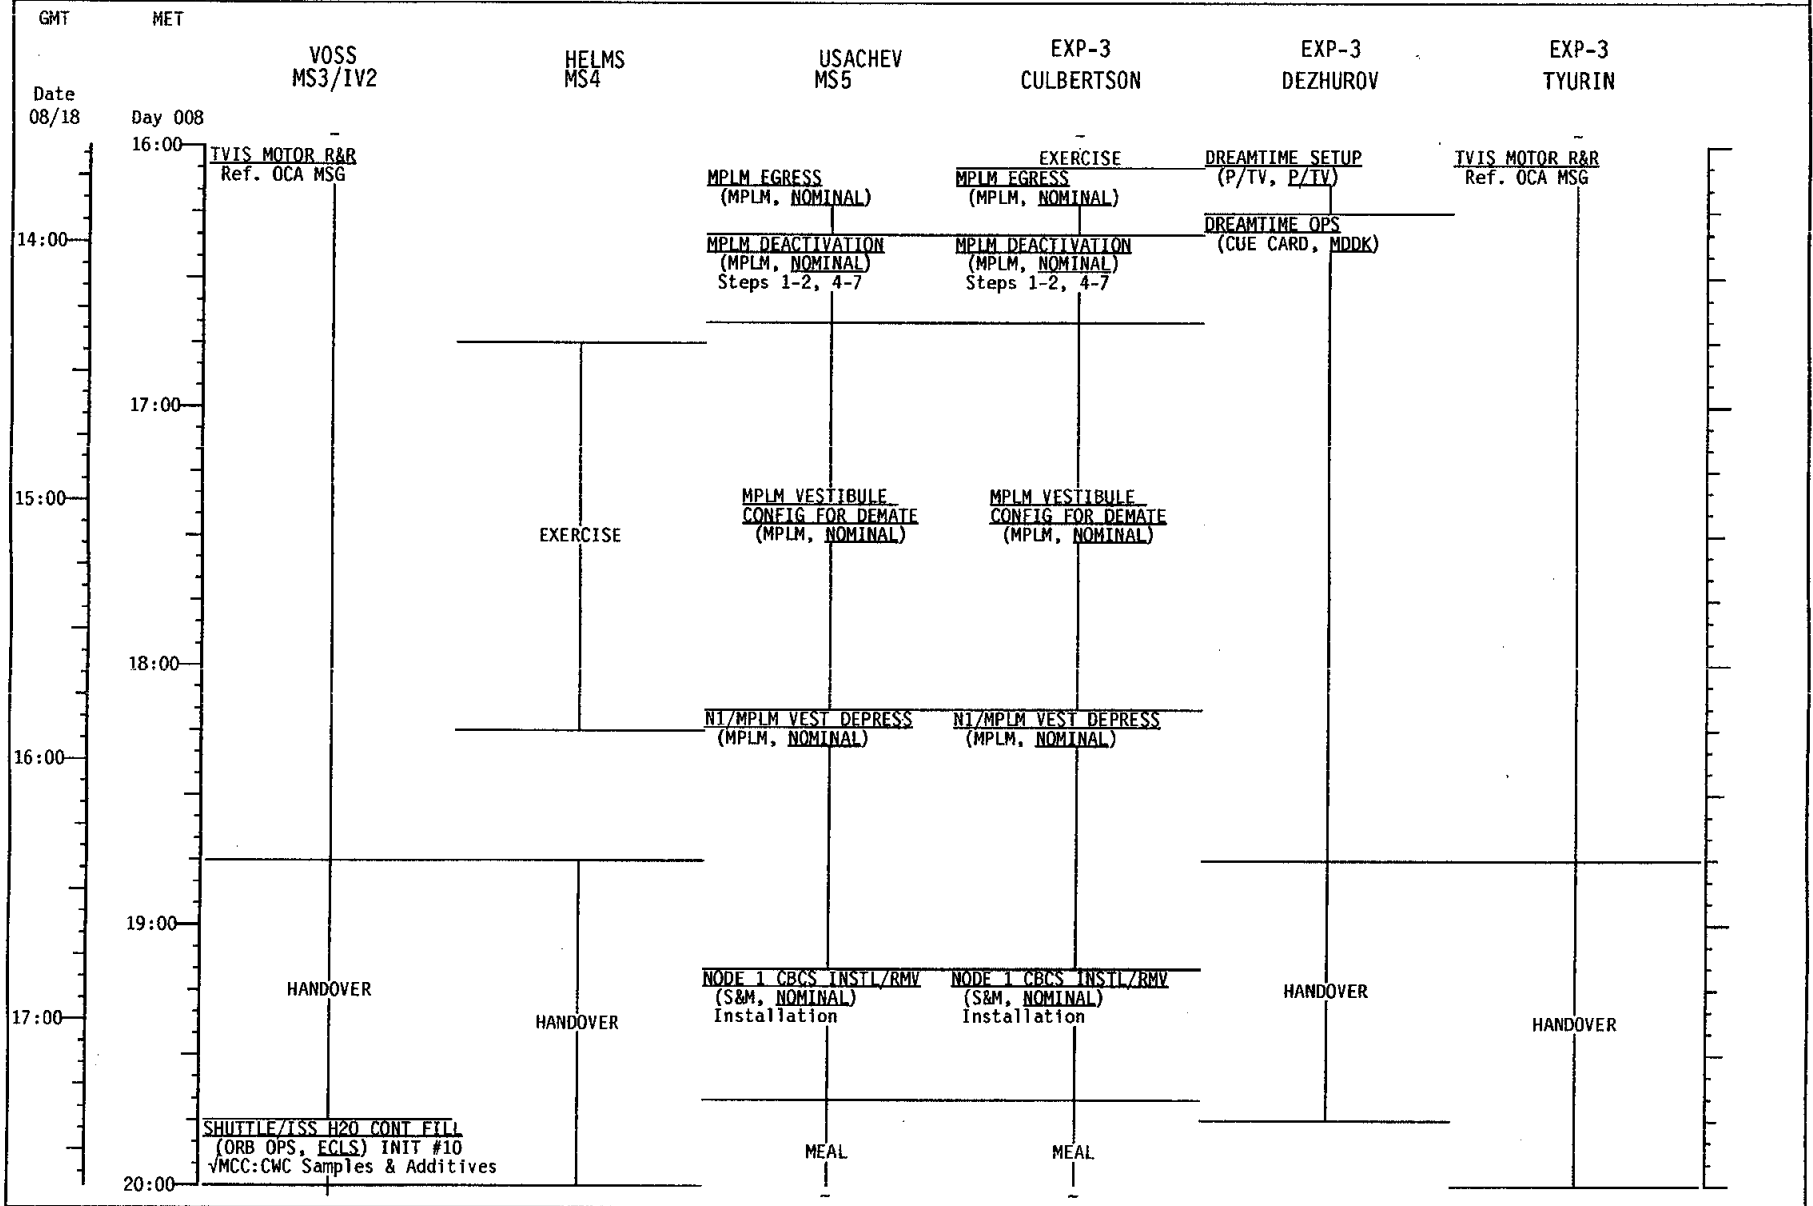 GMT MET
VOSS
MS3/IV2
HELMS
MS4
USACHEV
MS5
EXP-3
CULBERTSON
EXP-3
DEZHUROV
EXP-3
TYURIN
Date
08/18 Day 008
16:00
14:00
17:00
15:00
18:00
16:00
19:00
17:00
20:00
TVIS MOTOR R&R
Ref. OCA MSG
HANDOVER
SHUTTLE/ISS H2O CONT FILL
(ORB OPS, ECLS) INIT #10
√MCC:CWC Samples & Additives
EXERCISE
HANDOVER
MPLM EGRESS
(MPLM, NOMINAL)
MPLM DEACTIVATION
(MPLM, NOMINAL)
Steps 1-2, 4-7
MPLM VESTIBULE
CONFIG FOR DEMATE
(MPLM, NOMINAL)
N1/MPLM VEST DEPRESS
(MPLM, NOMINAL)
NODE 1 CBCS INSTL/RMV
(S&M, NOMINAL)
Installation
MEAL
EXERCISE
MPLM EGRESS
(MPLM, NOMINAL)
MPLM DEACTIVATION
(MPLM, NOMINAL)
Steps 1-2, 4-7
MPLM VESTIBULE
CONFIG FOR DEMATE
(MPLM, NOMINAL)
N1/MPLM VEST DEPRESS
(MPLM, NOMINAL)
NODE 1 CBCS INSTL/RMV
(S&M, NOMINAL)
Installation
MEAL
DREAMTIME SETUP
(P/TV, P/TV)
DREAMTIME OPS
(CUE CARD, MDDK)
HANDOVER
TVIS MOTOR R&R
Ref. OCA MSG
HANDOVER